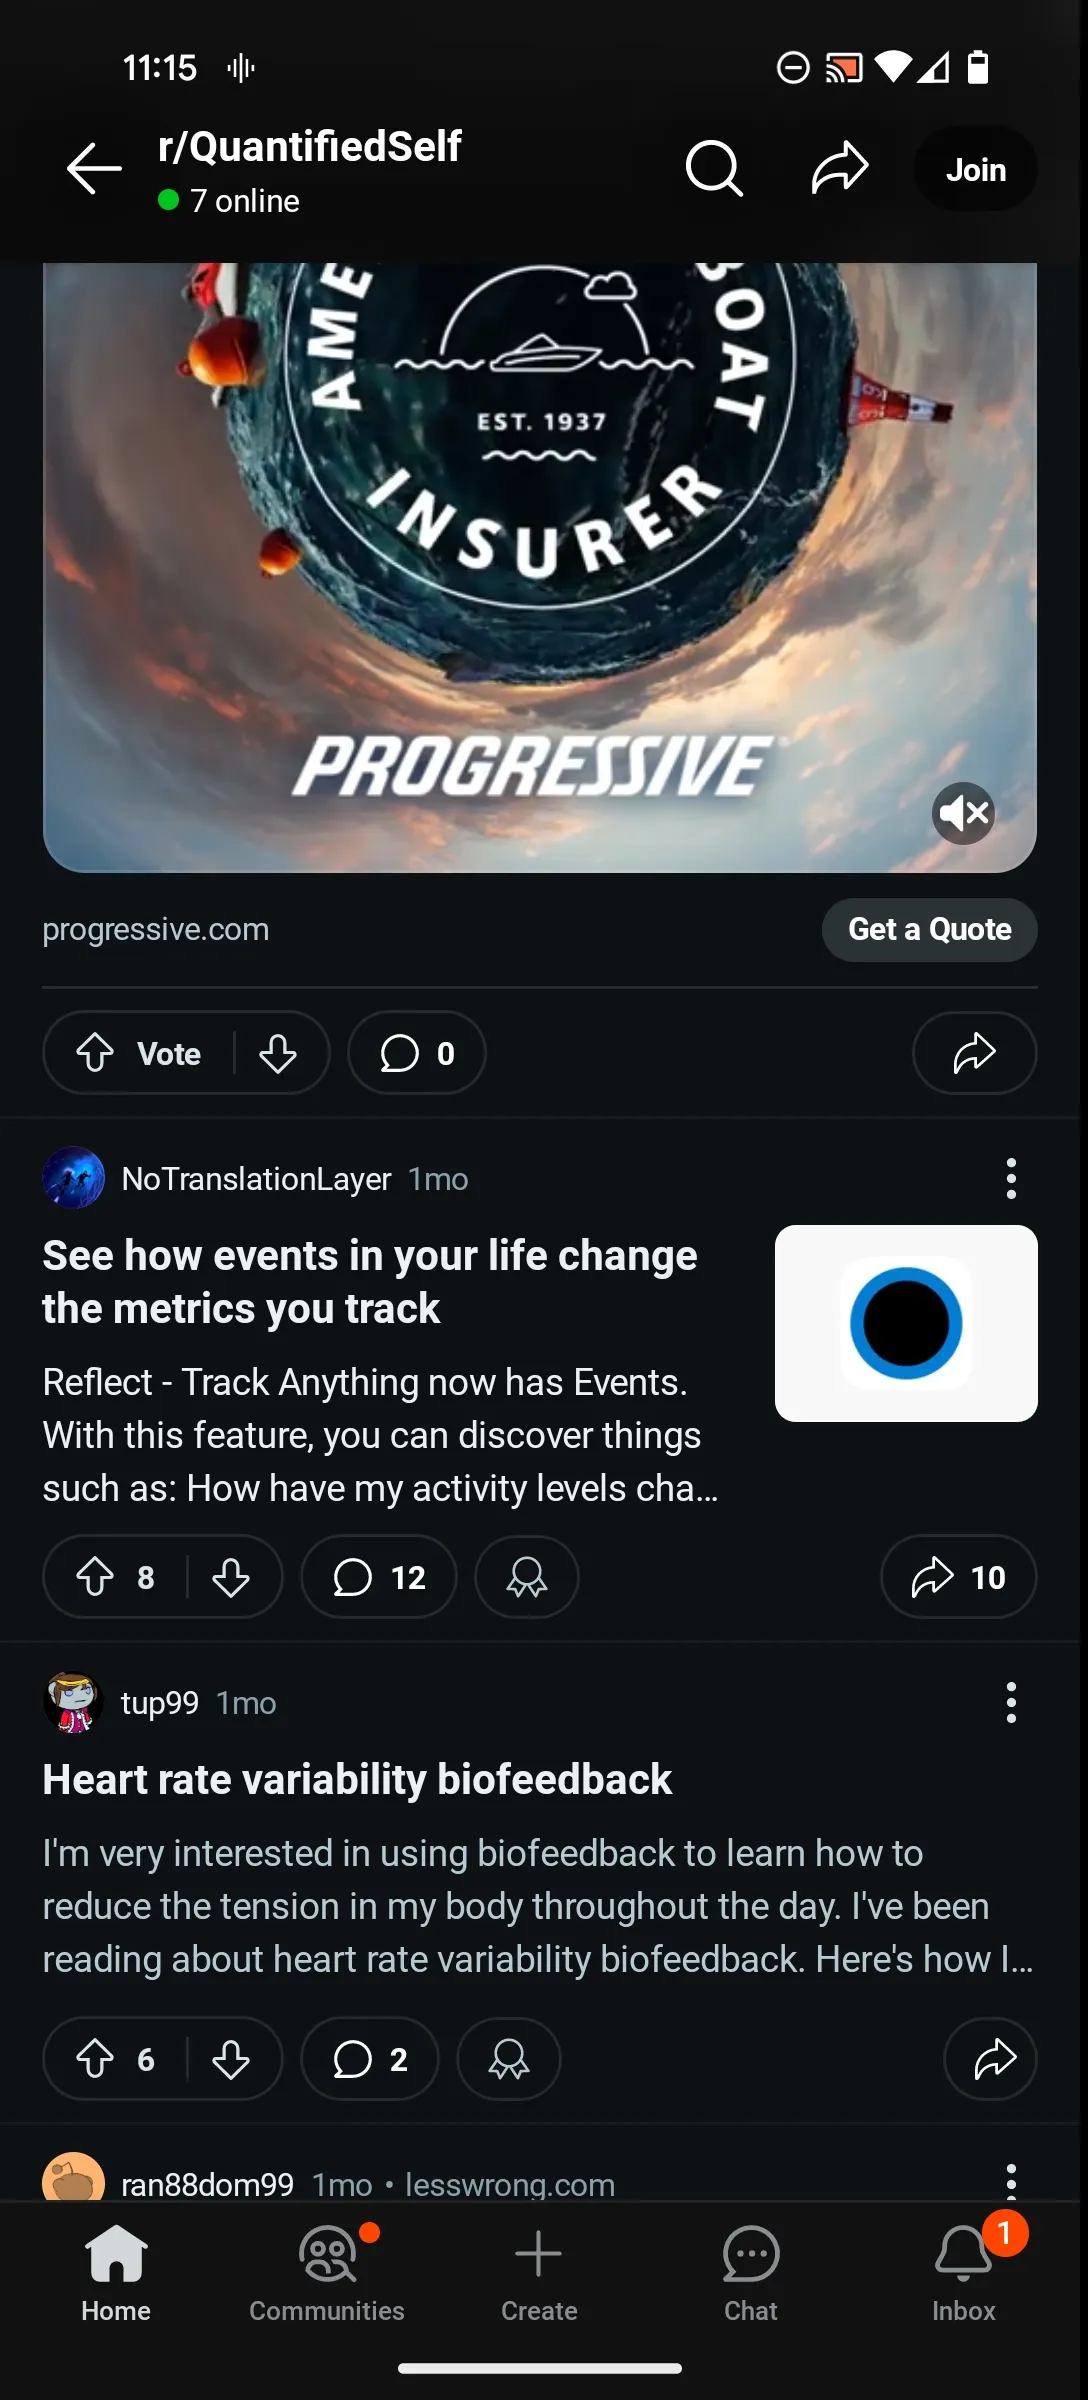 11:15
r/QuantifiedSelf
7 online
Join
AME
BOAT
EST. 1937
INSURER
PROGRESSIVE
progressive.com
Get a Quote
Vote
0
NoTranslationLayer 1mo
See how events in your life change
the metrics you track
Reflect - Track Anything now has Events.
With this feature, you can discover things
such as: How have my activity levels cha...
8
12
10
tup99 1mo
Heart rate variability biofeedback
I'm very interested in using biofeedback to learn how to
reduce the tension in my body throughout the day. I've been
reading about heart rate variability biofeedback. Here's how I...
6
2
ran88dom99 1mo • lesswrong.com
Home
Communities
Create
Chat
Inbox
1